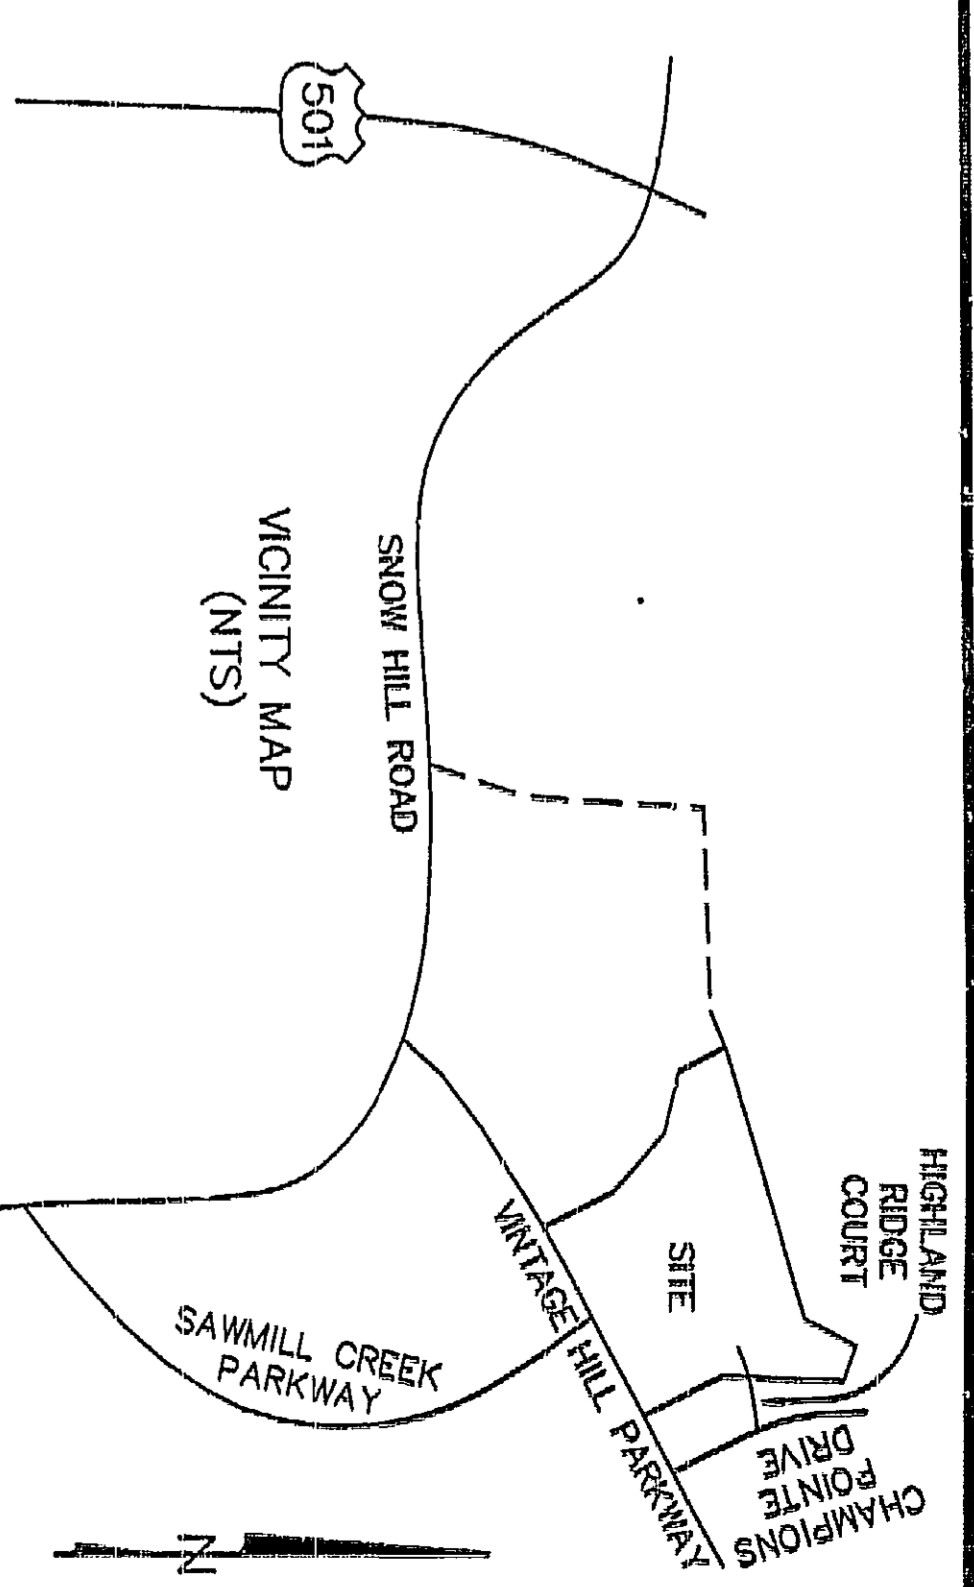 HIGHLAND
RIDGE
COURT
CHAMPIONS
POINTE
DRIVE
SITE
VINTAGE HILL PARKWAY
SNOW HILL ROAD
501
SAWMILL CREEK
PARKWAY
VICINITY MAP
(NTS)
N